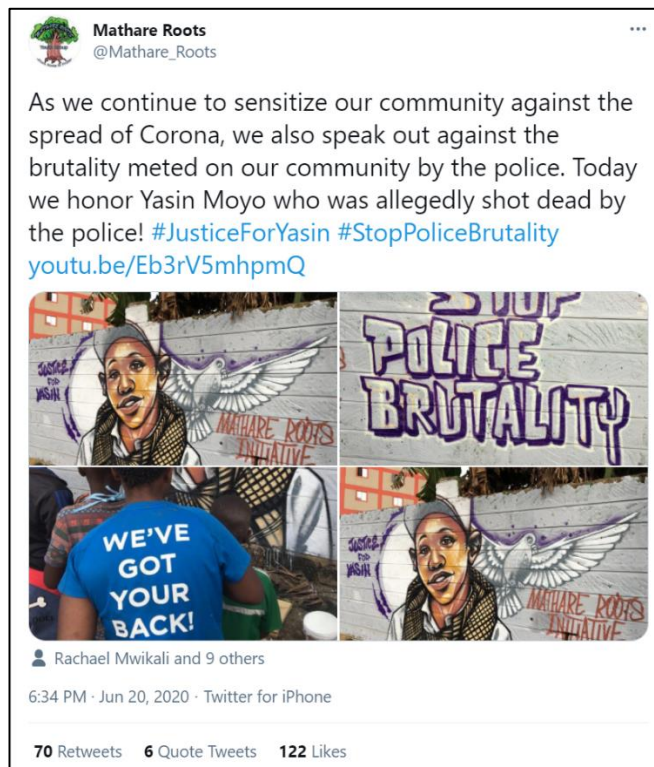 Mathare Roots
@Mathare_Roots
As we continue to sensitize our community against the
spread of Corona, we also speak out against the
brutality meted on our community by the police. Today
we honor Yasin Moyo who was allegedly shot dead by
the police! #JusticeForYasin #StopPoliceBrutality
youtu.be/Eb3rV5mhpmQ
JUSTICE
FOR
YASIN
MATHARE ROOTS
INITIATIVE
STOP
POLICE
BRUTALITY
WE'VE
GOT
YOUR
BACK!
JUSTICE
FOR
YASIN
MATHARE ROOTS
INITIATIVE
Rachael Mwikali and 9 others
6:34 PM · Jun 20, 2020 · Twitter for iPhone
70 Retweets 6 Quote Tweets 122 Likes